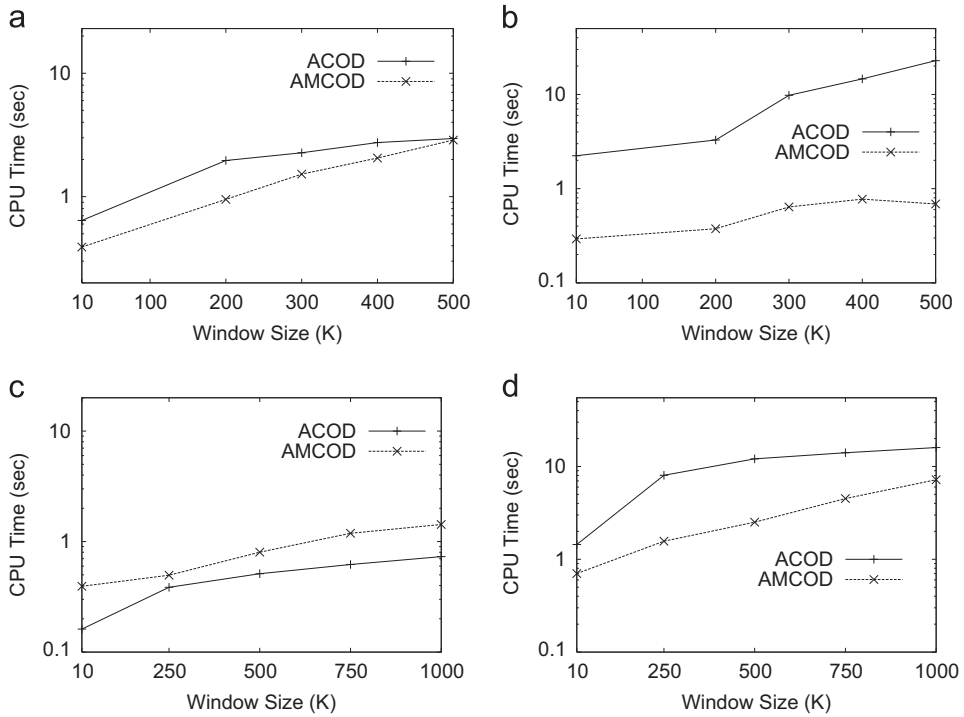 a
10
1
CPU Time (sec)
ACOD
AMCOD
10 100 200 300 400 500
Window Size (K)
b
10
1
0.1
CPU Time (sec)
ACOD
AMCOD
10 100 200 300 400 500
Window Size (K)
c
10
1
0.1
CPU Time (sec)
ACOD
AMCOD
10 250 500 750 1000
Window Size (K)
d
10
1
0.1
CPU Time (sec)
ACOD
AMCOD
10 250 500 750 1000
Window Size (K)